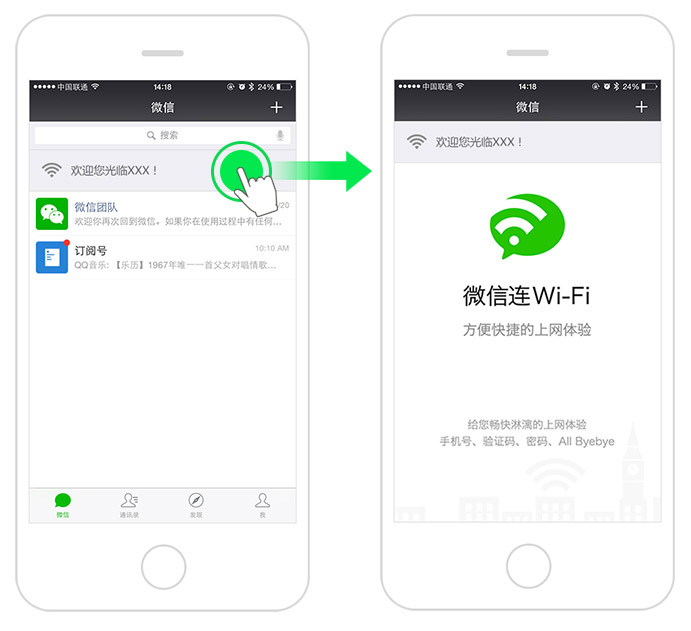 中国联通 14:18 24%
微信
搜索
欢迎您光临XXX！
微信团队 /20
欢迎你再次回到微信。如果你在使用过程中有任何...
订阅号 10:10 AM
QQ音乐: 【乐历】1967年唯一一首父女对唱情歌...
微信 通讯录 发现 我
中国联通 14:18 24%
微信
欢迎您光临XXX！
微信连Wi-Fi
方便快捷的上网体验
给您畅快淋漓的上网体验
手机号、验证码、密码、All Byebye